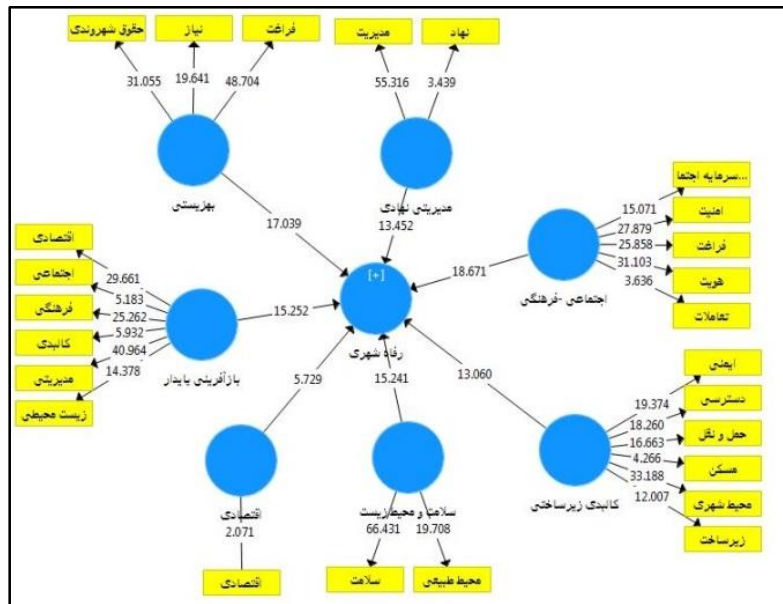 حقوق شهروندی
نیاز
فراغت
مدیریت
نهاد
31.055
19.641
48.704
55.316
3.439
بهزیستی
مدیریتی نهادی
17.039
13.452
سرمایه اجتما...
امنیت
فراغت
هویت
تعاملات
15.071
27.879
25.858
31.103
3.636
اجتماعی -فرهنگی
18.671
اقتصادی
اجتماعی
فرهنگی
کالبدی
مدیریتی
زیست محیطی
29.661
5.183
25.262
5.932
40.964
14.378
بازآفرینی پایدار
15.252
[+]
رفاه شهری
5.729
15.241
13.060
ایمنی
دسترسی
حمل و نقل
مسکن
محیط شهری
زیرساخت
19.374
18.260
16.663
4.266
33.188
12.007
کالبدی زیرساختی
اقتصادی
2.071
اقتصادی
سلامت و محیط زیست
66.431
19.708
سلامت
محیط طبیعی